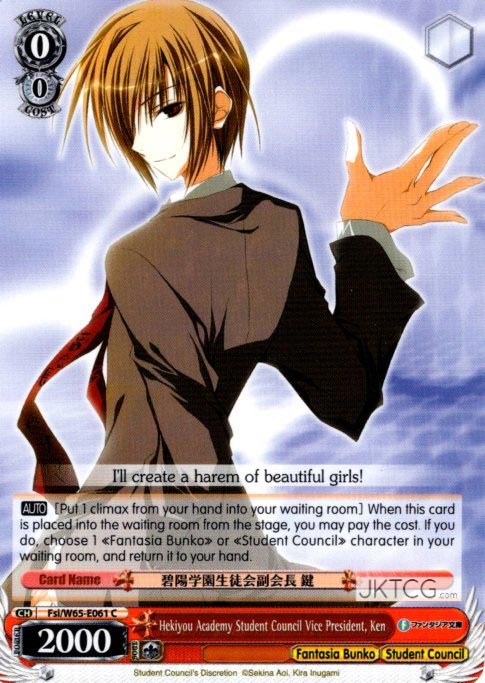 LEVEL
0
0
COST
I'll create a harem of beautiful girls!
AUTO [Put 1 climax from your hand into your waiting room] When this card
is placed into the waiting room from the stage, you may pay the cost. If you
do, choose 1 «Fantasia Bunko» or «Student Council» character in your
waiting room, and return it to your hand.
Card Name 碧陽学園生徒会副会長 鍵
JKTCG.com
CH Fsi/W65-E061 C
POWER 2000 SOUL Hekiyou Academy Student Council Vice President, Ken ファンタジア文庫
Fantasia Bunko Student Council
Student Council's Discretion ©Sekina Aoi, Kira Inugami